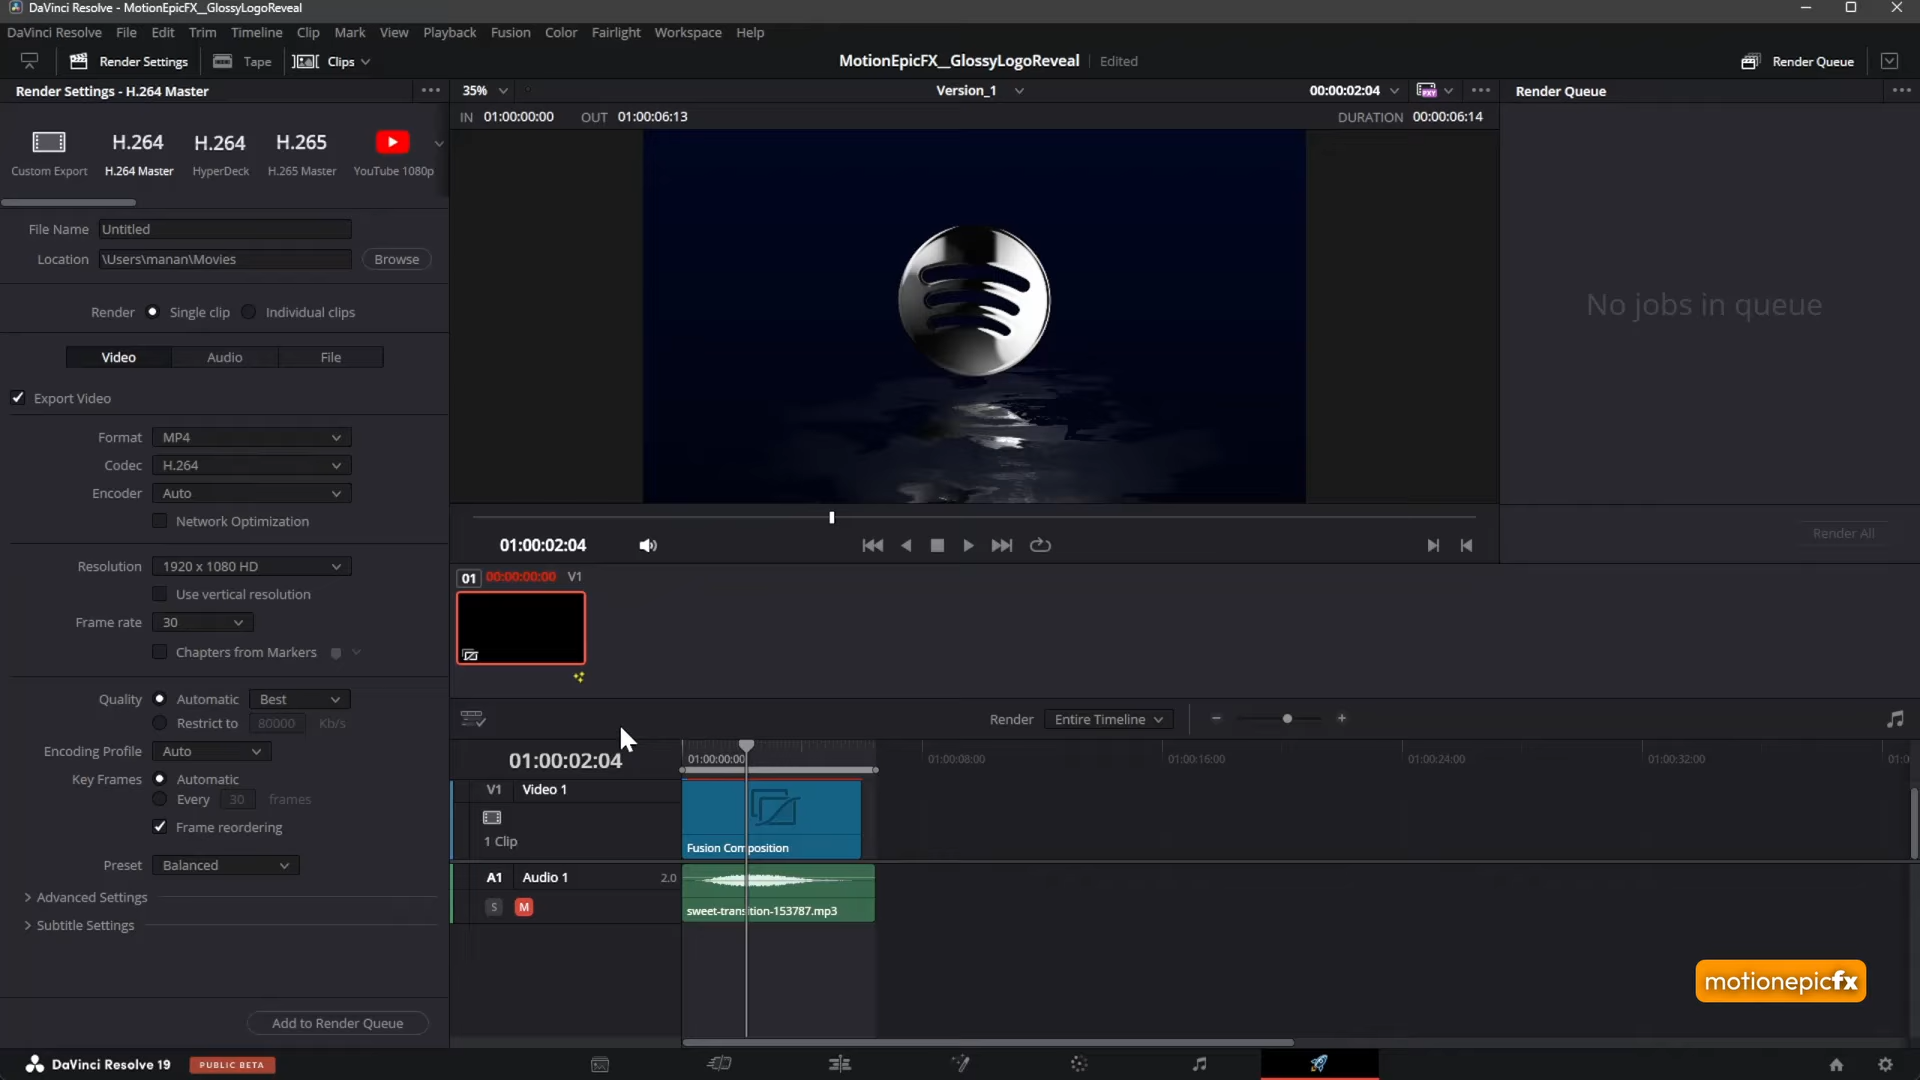 DaVinci Resolve - MotionEpicFX__GlossyLogoReveal
DaVinci Resolve File Edit Trim Timeline Clip Mark View Playback Fusion Color Fairlight Workspace Help
Render Settings Tape Clips MotionEpicFX__GlossyLogoReveal Edited Render Queue
Render Settings - H.264 Master 35% Version_1 00:00:02:04 Render Queue
IN 01:00:00:00 OUT 01:00:06:13 DURATION 00:00:06:14
H.264 H.264 H.265
Custom Export H.264 Master HyperDeck H.265 Master YouTube 1080p
File Name Untitled
Location \Users\manan\Movies Browse
Render Single clip Individual clips
No jobs in queue
Video Audio File
Export Video
Format MP4
Codec H.264
Encoder Auto
Network Optimization
Render All
01:00:02:04
Resolution 1920 x 1080 HD
01 00:00:00:00 V1
Use vertical resolution
Frame rate 30
Chapters from Markers
Quality Automatic Best
Restrict to 80000 Kb/s
Render Entire Timeline
Encoding Profile Auto
01:00:02:04 01:00:00:00 01:00:08:00 01:00:16:00 01:00:24:00 01:00:32:00 01:0
Key Frames Automatic
Every 30 frames
V1 Video 1
Frame reordering
1 Clip
Fusion Composition
Preset Balanced
A1 Audio 1 2.0
Advanced Settings
S M
sweet-transition-153787.mp3
Subtitle Settings
motionepicfx
Add to Render Queue
DaVinci Resolve 19 PUBLIC BETA